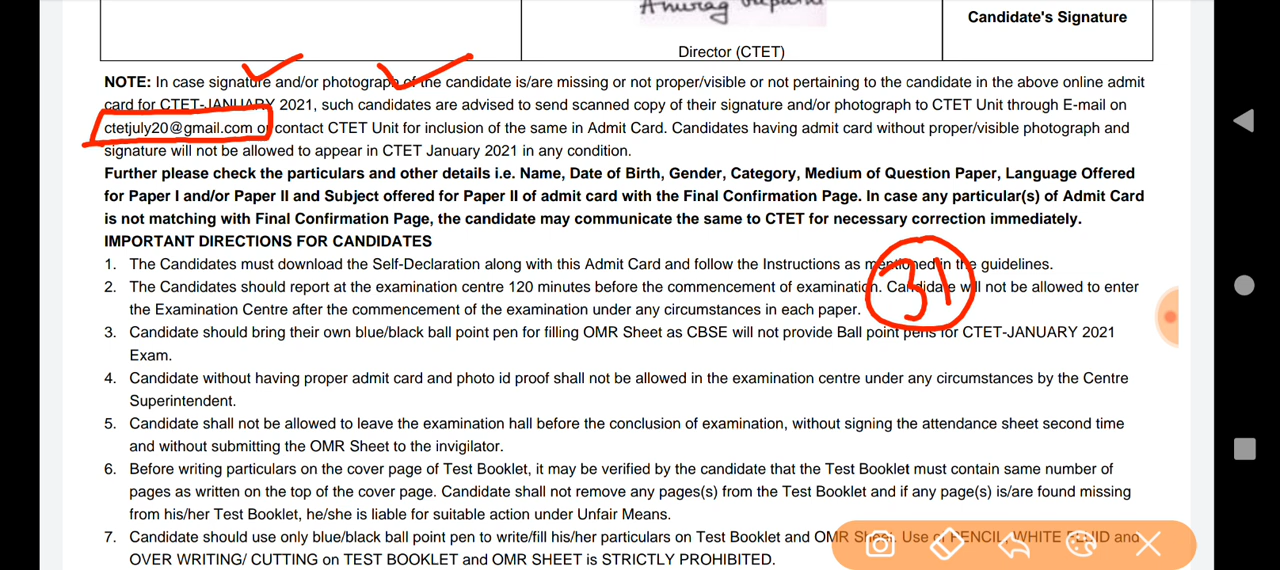 Anurag Tripathi
Candidate's Signature
Director (CTET)
NOTE: In case signature and/or photograph of the candidate is/are missing or not proper/visible or not pertaining to the candidate in the above online admit
card for CTET-JANUARY 2021, such candidates are advised to send scanned copy of their signature and/or photograph to CTET Unit through E-mail on
ctetjuly20@gmail.com or contact CTET Unit for inclusion of the same in Admit Card. Candidates having admit card without proper/visible photograph and
signature will not be allowed to appear in CTET January 2021 in any condition.
Further please check the particulars and other details i.e. Name, Date of Birth, Gender, Category, Medium of Question Paper, Language Offered
for Paper I and/or Paper II and Subject offered for Paper II of admit card with the Final Confirmation Page. In case any particular(s) of Admit Card
is not matching with Final Confirmation Page, the candidate may communicate the same to CTET for necessary correction immediately.
IMPORTANT DIRECTIONS FOR CANDIDATES
1. The Candidates must download the Self-Declaration along with this Admit Card and follow the Instructions as mentioned in the guidelines.
31
2. The Candidates should report at the examination centre 120 minutes before the commencement of examination. Candidate will not be allowed to enter
the Examination Centre after the commencement of the examination under any circumstances in each paper.
3. Candidate should bring their own blue/black ball point pen for filling OMR Sheet as CBSE will not provide Ball point pens for CTET-JANUARY 2021
Exam.
4. Candidate without having proper admit card and photo id proof shall not be allowed in the examination centre under any circumstances by the Centre
Superintendent.
5. Candidate shall not be allowed to leave the examination hall before the conclusion of examination, without signing the attendance sheet second time
and without submitting the OMR Sheet to the invigilator.
6. Before writing particulars on the cover page of Test Booklet, it may be verified by the candidate that the Test Booklet must contain same number of
pages as written on the top of the cover page. Candidate shall not remove any pages(s) from the Test Booklet and if any page(s) is/are found missing
from his/her Test Booklet, he/she is liable for suitable action under Unfair Means.
7. Candidate should use only blue/black ball point pen to write/fill his/her particulars on Test Booklet and OMR Sheet. Use of PENCIL, WHITE FLUID and
OVER WRITING/ CUTTING on TEST BOOKLET and OMR SHEET is STRICTLY PROHIBITED.